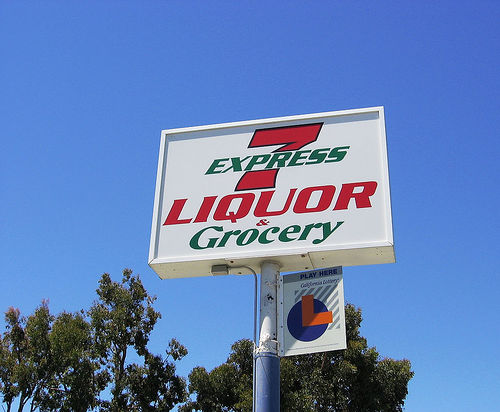 7
EXPRESS
LIQUOR
&
Grocery
PLAY HERE
California Lottery
L